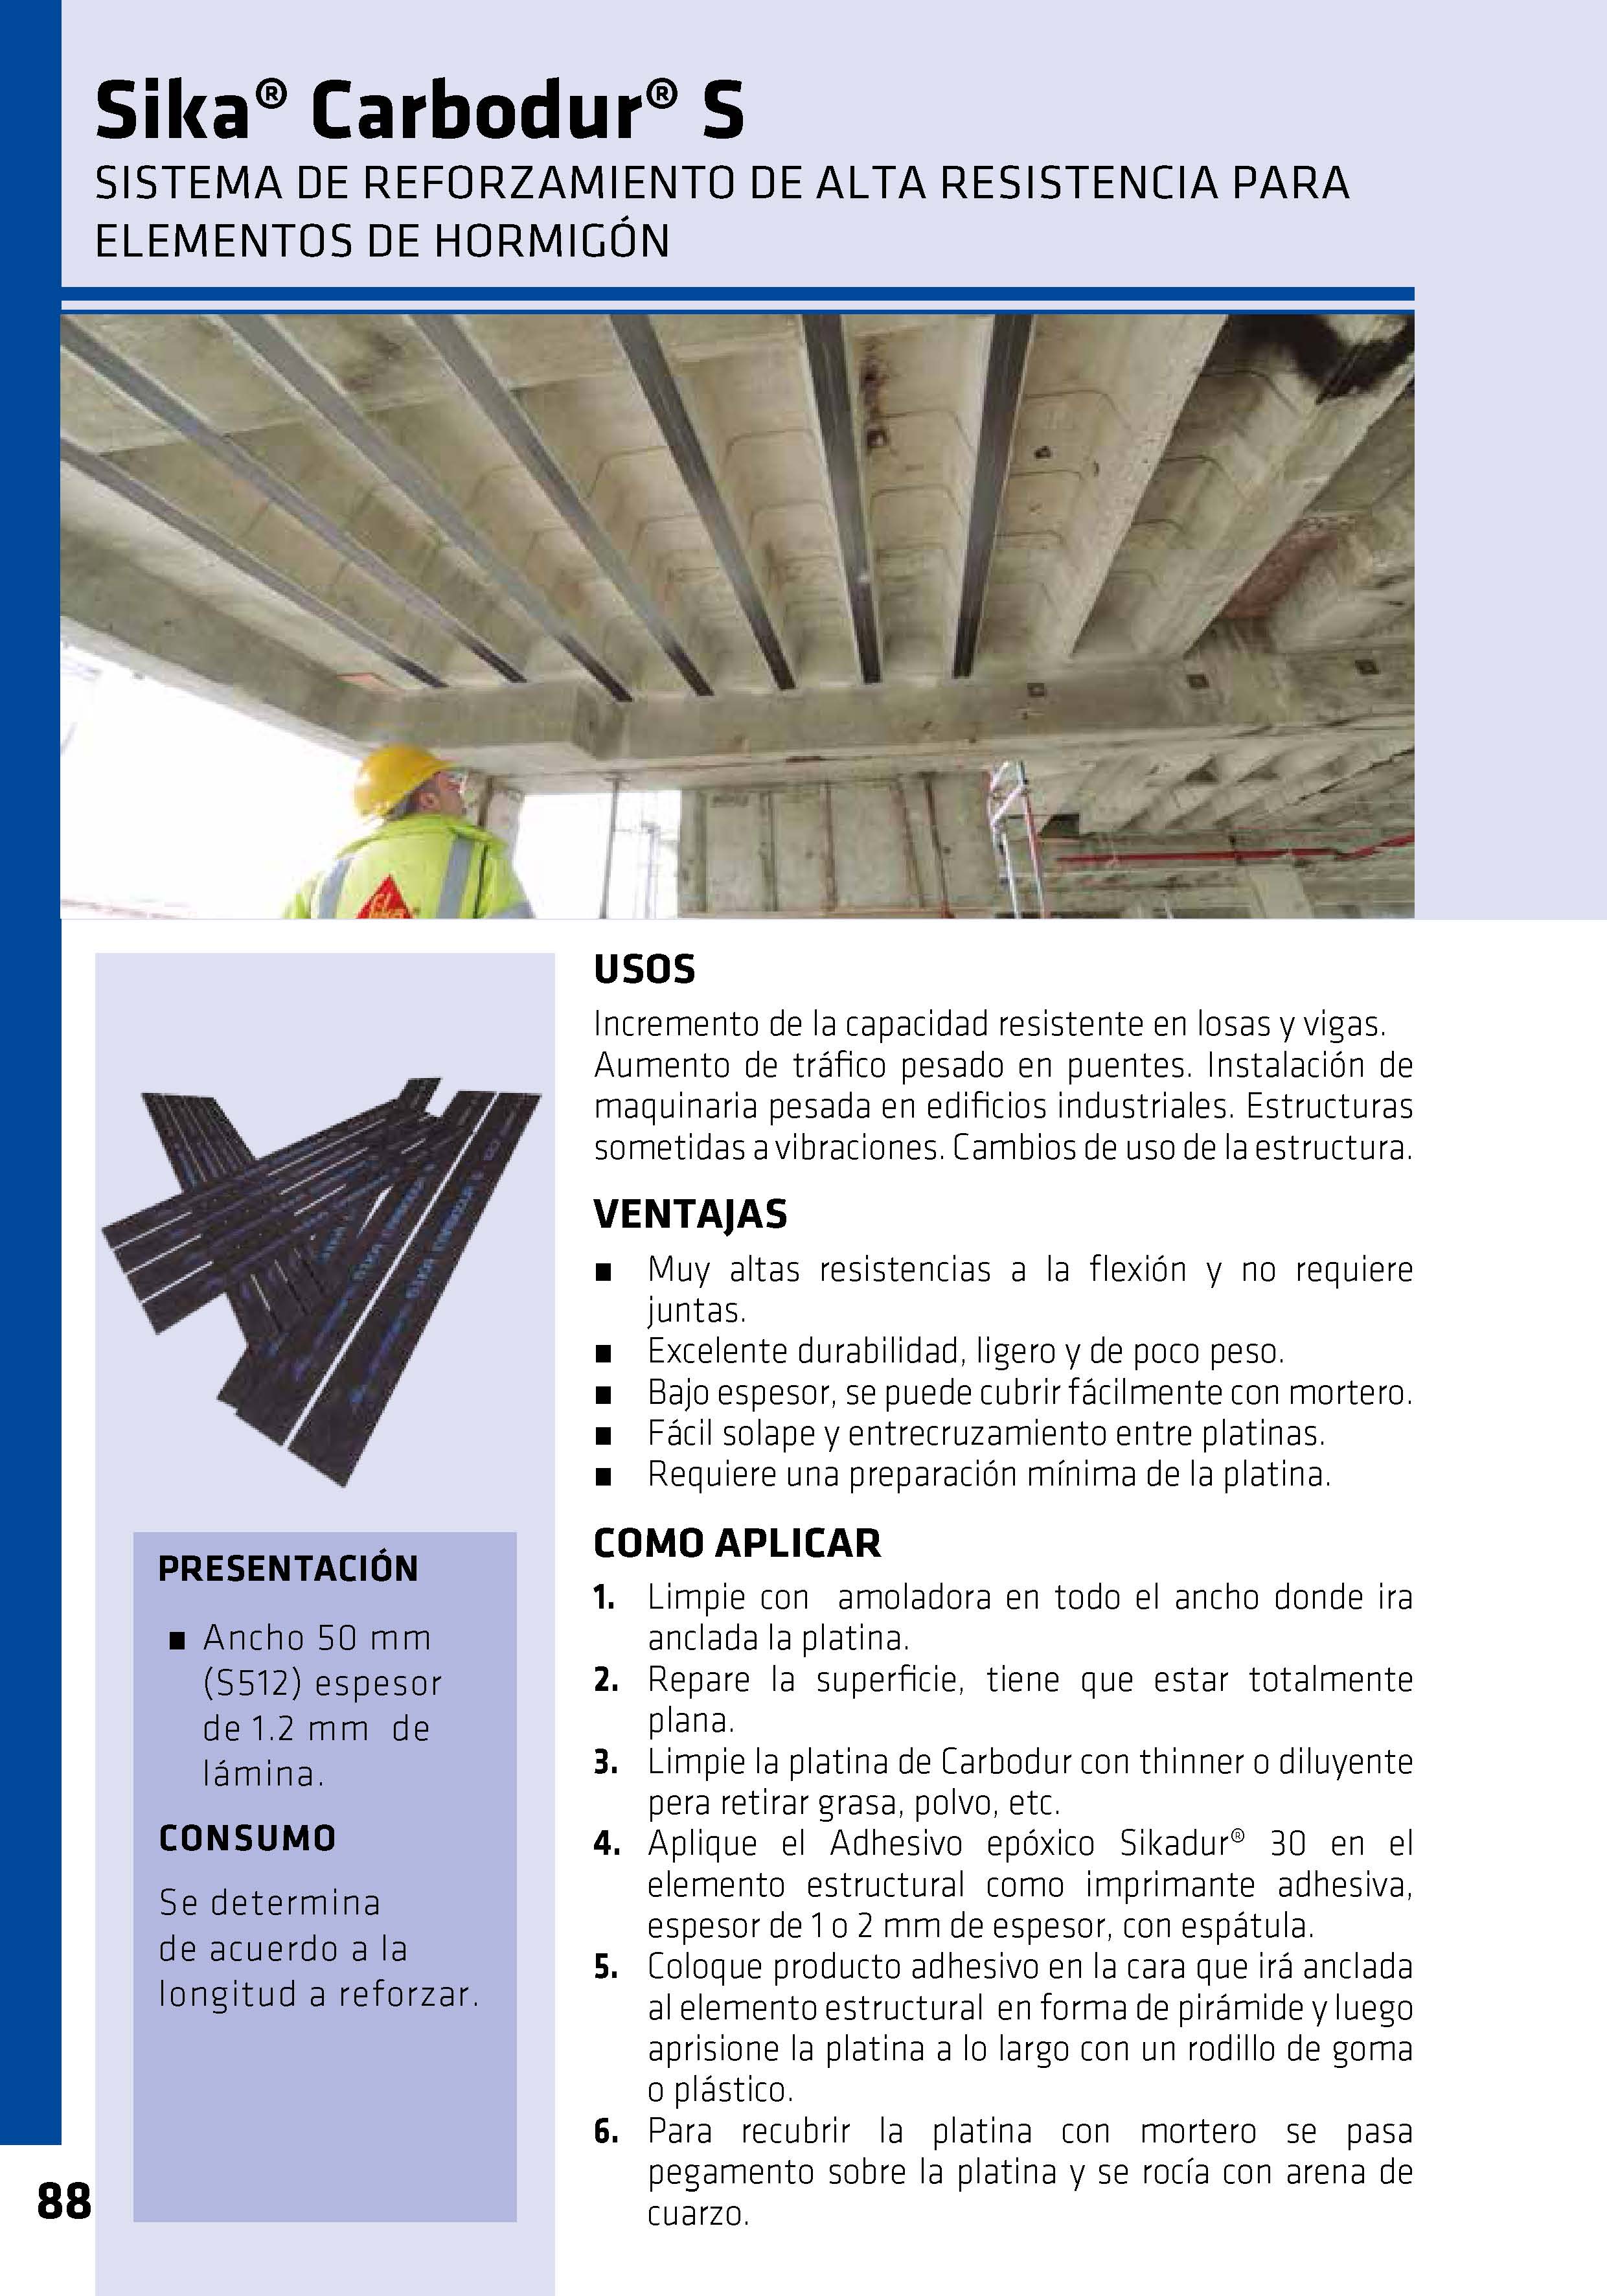 Sika® Carbodur® S
SISTEMA DE REFORZAMIENTO DE ALTA RESISTENCIA PARA
ELEMENTOS DE HORMIGÓN
Sika
USOS
Incremento de la capacidad resistente en losas y vigas.
Aumento de tráfico pesado en puentes. Instalación de
maquinaria pesada en edificios industriales. Estructuras
sometidas a vibraciones. Cambios de uso de la estructura.
VENTAJAS
■ Muy altas resistencias a la flexión y no requiere
juntas.
■ Excelente durabilidad, ligero y de poco peso.
■ Bajo espesor, se puede cubrir fácilmente con mortero.
■ Fácil solape y entrecruzamiento entre platinas.
■ Requiere una preparación mínima de la platina.
COMO APLICAR
1. Limpie con amoladora en todo el ancho donde ira
anclada la platina.
2. Repare la superficie, tiene que estar totalmente
plana.
3. Limpie la platina de Carbodur con thinner o diluyente
pera retirar grasa, polvo, etc.
4. Aplique el Adhesivo epóxico Sikadur® 30 en el
elemento estructural como imprimante adhesiva,
espesor de 1 o 2 mm de espesor, con espátula.
5. Coloque producto adhesivo en la cara que irá anclada
al elemento estructural en forma de pirámide y luego
aprisione la platina a lo largo con un rodillo de goma
o plástico.
6. Para recubrir la platina con mortero se pasa
pegamento sobre la platina y se rocía con arena de
cuarzo.
PRESENTACIÓN
■ Ancho 50 mm
(S512) espesor
de 1.2 mm de
lámina.
CONSUMO
Se determina
de acuerdo a la
longitud a reforzar.
88